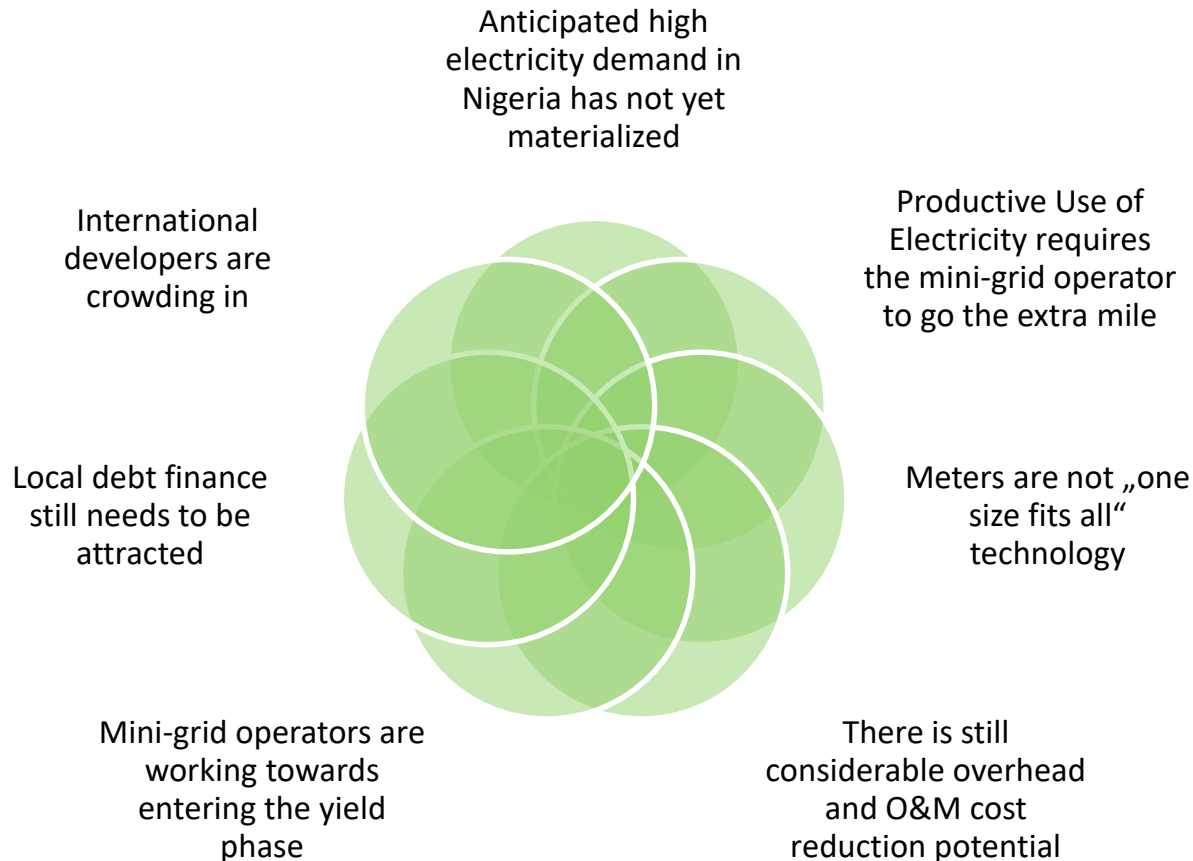 Anticipated high
electricity demand in
Nigeria has not yet
materialized
Productive Use of
Electricity requires
the mini-grid operator
to go the extra mile
Meters are not „one
size fits all“
technology
There is still
considerable overhead
and O&M cost
reduction potential
Mini-grid operators are
working towards
entering the yield
phase
Local debt finance
still needs to be
attracted
International
developers are
crowding in